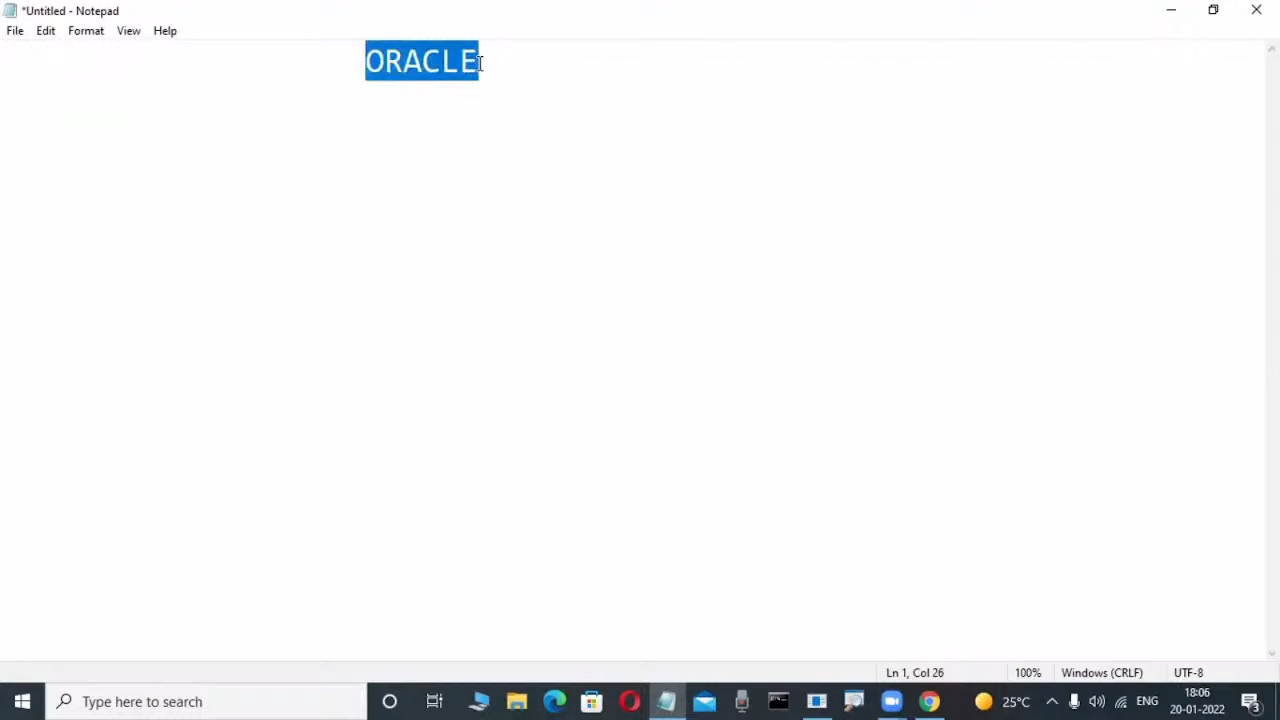 *Untitled - Notepad
File Edit Format View Help
ORACLE
Ln 1, Col 26 100% Windows (CRLF) UTF-8
Type here to search
25°C ENG 18:06
20-01-2022
3